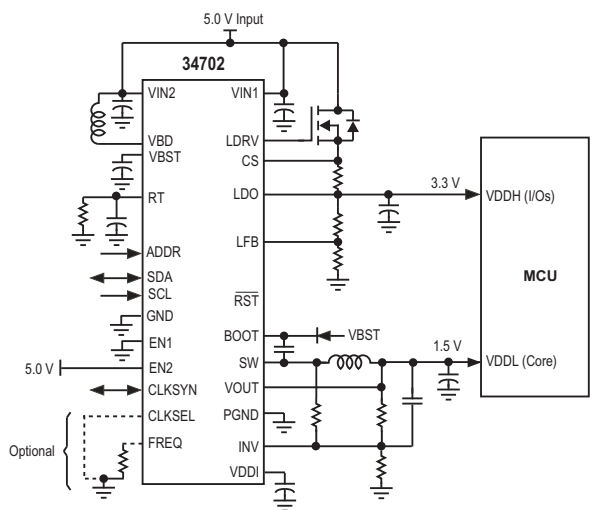 5.0 V Input
34702
VIN2
VIN1
VBD
LDRV
VBST
CS
RT
LDO
3.3 V
VDDH (I/Os)
LFB
ADDR
MCU
SDA
SCL
RST
GND
BOOT
VBST
EN1
1.5 V
5.0 V
EN2
SW
VDDL (Core)
CLKSYN
VOUT
CLKSEL
PGND
Optional
FREQ
INV
VDDI